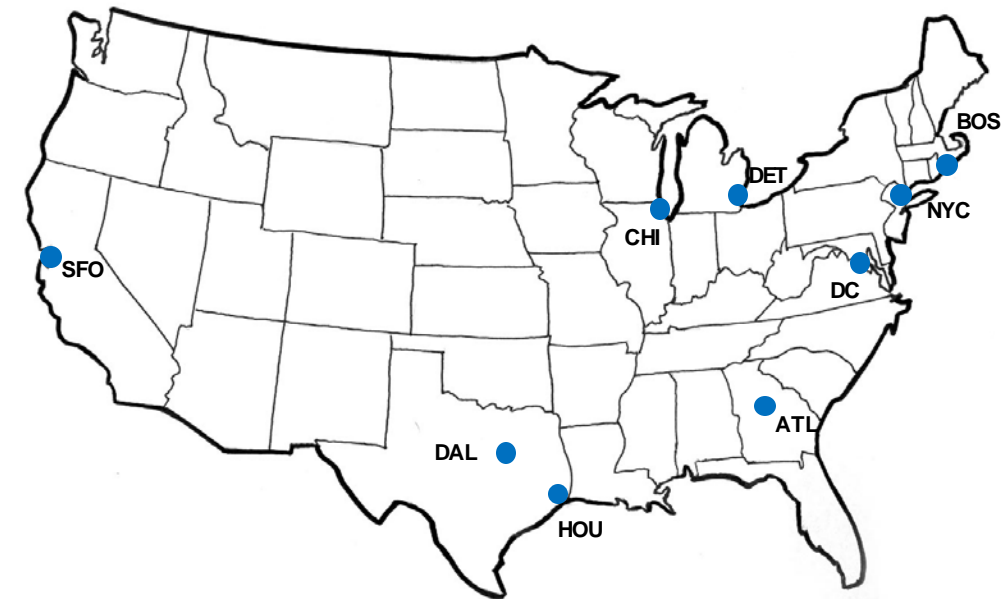 BOS
DET
NYC
CHI
SFO
DC
ATL
DAL
HOU